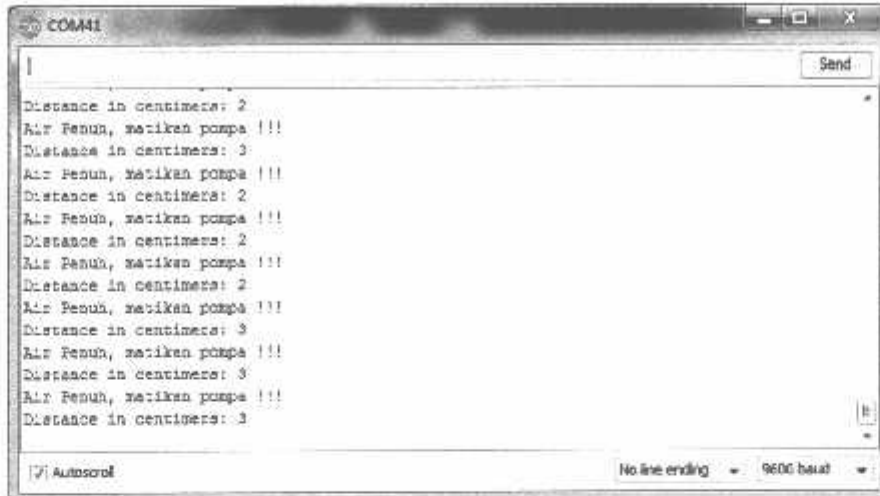 COM41
Send
Distance in centimers: 2
Air Penuh, matikan pompa !!!
Distance in centimers: 3
Air Penuh, matikan pompa !!!
Distance in centimers: 2
Air Penuh, matikan pompa !!!
Distance in centimers: 2
Air Penuh, matikan pompa !!!
Distance in centimers: 2
Air Penuh, matikan pompa !!!
Distance in centimers: 3
Air Penuh, matikan pompa !!!
Distance in centimers: 3
Air Penuh, matikan pompa !!!
Distance in centimers: 3
Autoscroll
No line ending 9600 baud